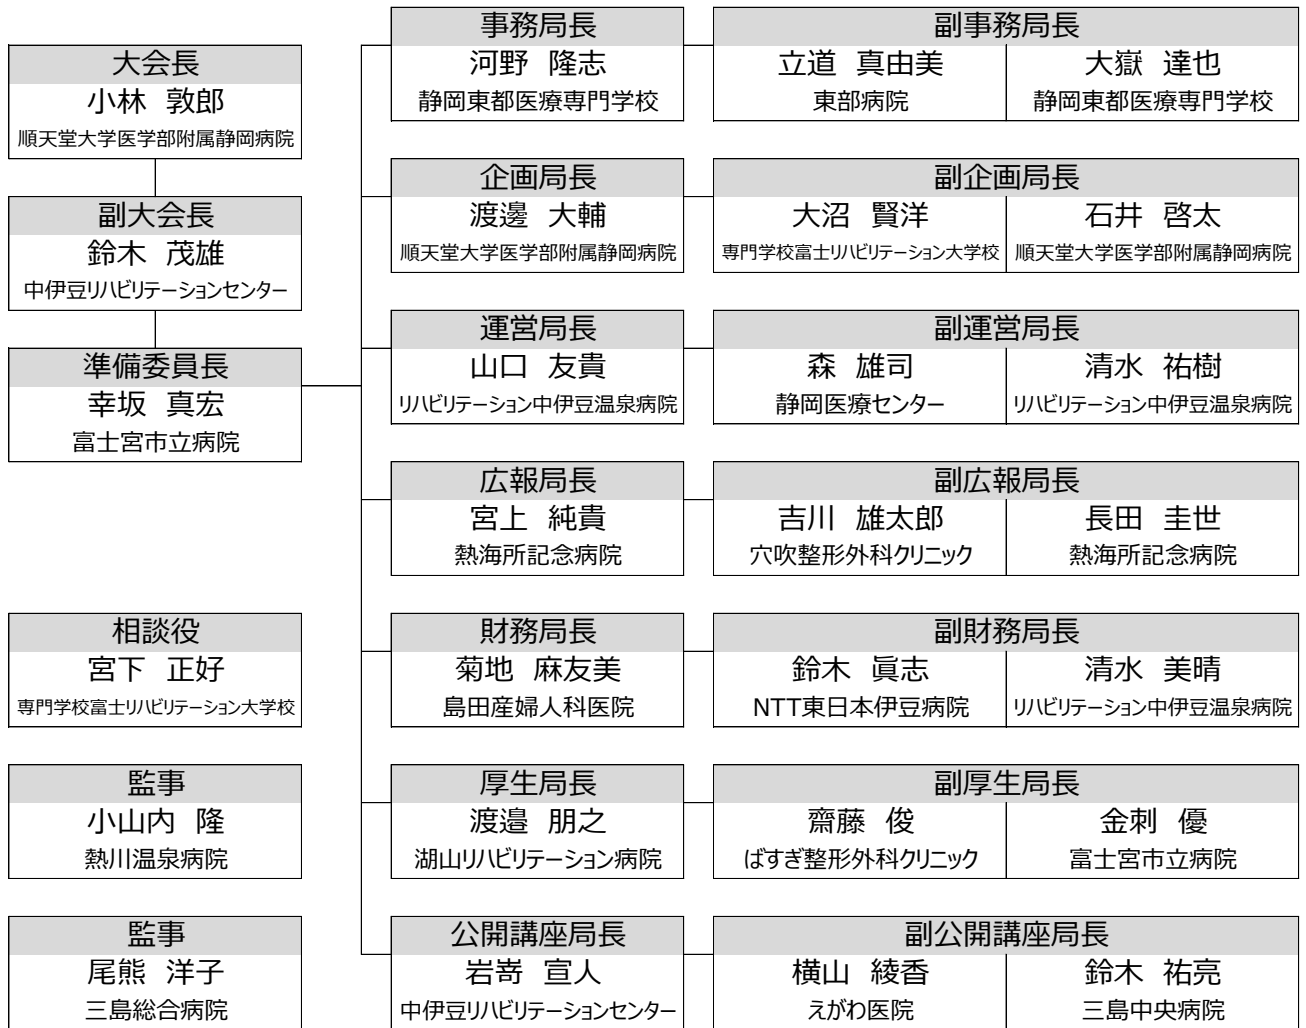 大会長
小林 敦郎
順天堂大学医学部附属静岡病院
副大会長
鈴木 茂雄
中伊豆リハビリテーションセンター
準備委員長
幸坂 真宏
富士宮市立病院
相談役
宮下 正好
専門学校富士リハビリテーション大学校
監事
小山内 隆
熱川温泉病院
監事
尾熊 洋子
三島総合病院
事務局長
河野 隆志
静岡東都医療専門学校
副事務局長
立道 真由美 大嶽 達也
東部病院 静岡東都医療専門学校
企画局長
渡邊 大輔
順天堂大学医学部附属静岡病院
副企画局長
大沼 賢洋 石井 啓太
専門学校富士リハビリテーション大学校 順天堂大学医学部附属静岡病院
運営局長
山口 友貴
リハビリテーション中伊豆温泉病院
副運営局長
森 雄司 清水 祐樹
静岡医療センター リハビリテーション中伊豆温泉病院
広報局長
宮上 純貴
熱海所記念病院
副広報局長
吉川 雄太郎 長田 圭世
穴吹整形外科クリニック 熱海所記念病院
財務局長
菊地 麻友美
島田産婦人科医院
副財務局長
鈴木 眞志 清水 美晴
NTT東日本伊豆病院 リハビリテーション中伊豆温泉病院
厚生局長
渡邉 朋之
湖山リハビリテーション病院
副厚生局長
齋藤 俊 金刺 優
ばすぎ整形外科クリニック 富士宮市立病院
公開講座局長
岩嵜 宣人
中伊豆リハビリテーションセンター
副公開講座局長
横山 綾香 鈴木 祐亮
えがわ医院 三島中央病院